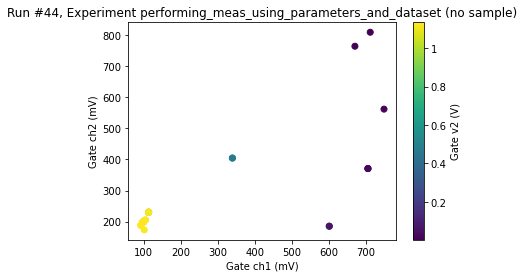 Run #44, Experiment performing_meas_using_parameters_and_dataset (no sample)
800
700
600
500
400
300
200
Gate ch2 (mV)
100 200 300 400 500 600 700
Gate ch1 (mV)
1
0.8
0.6
0.4
0.2
Gate v2 (V)